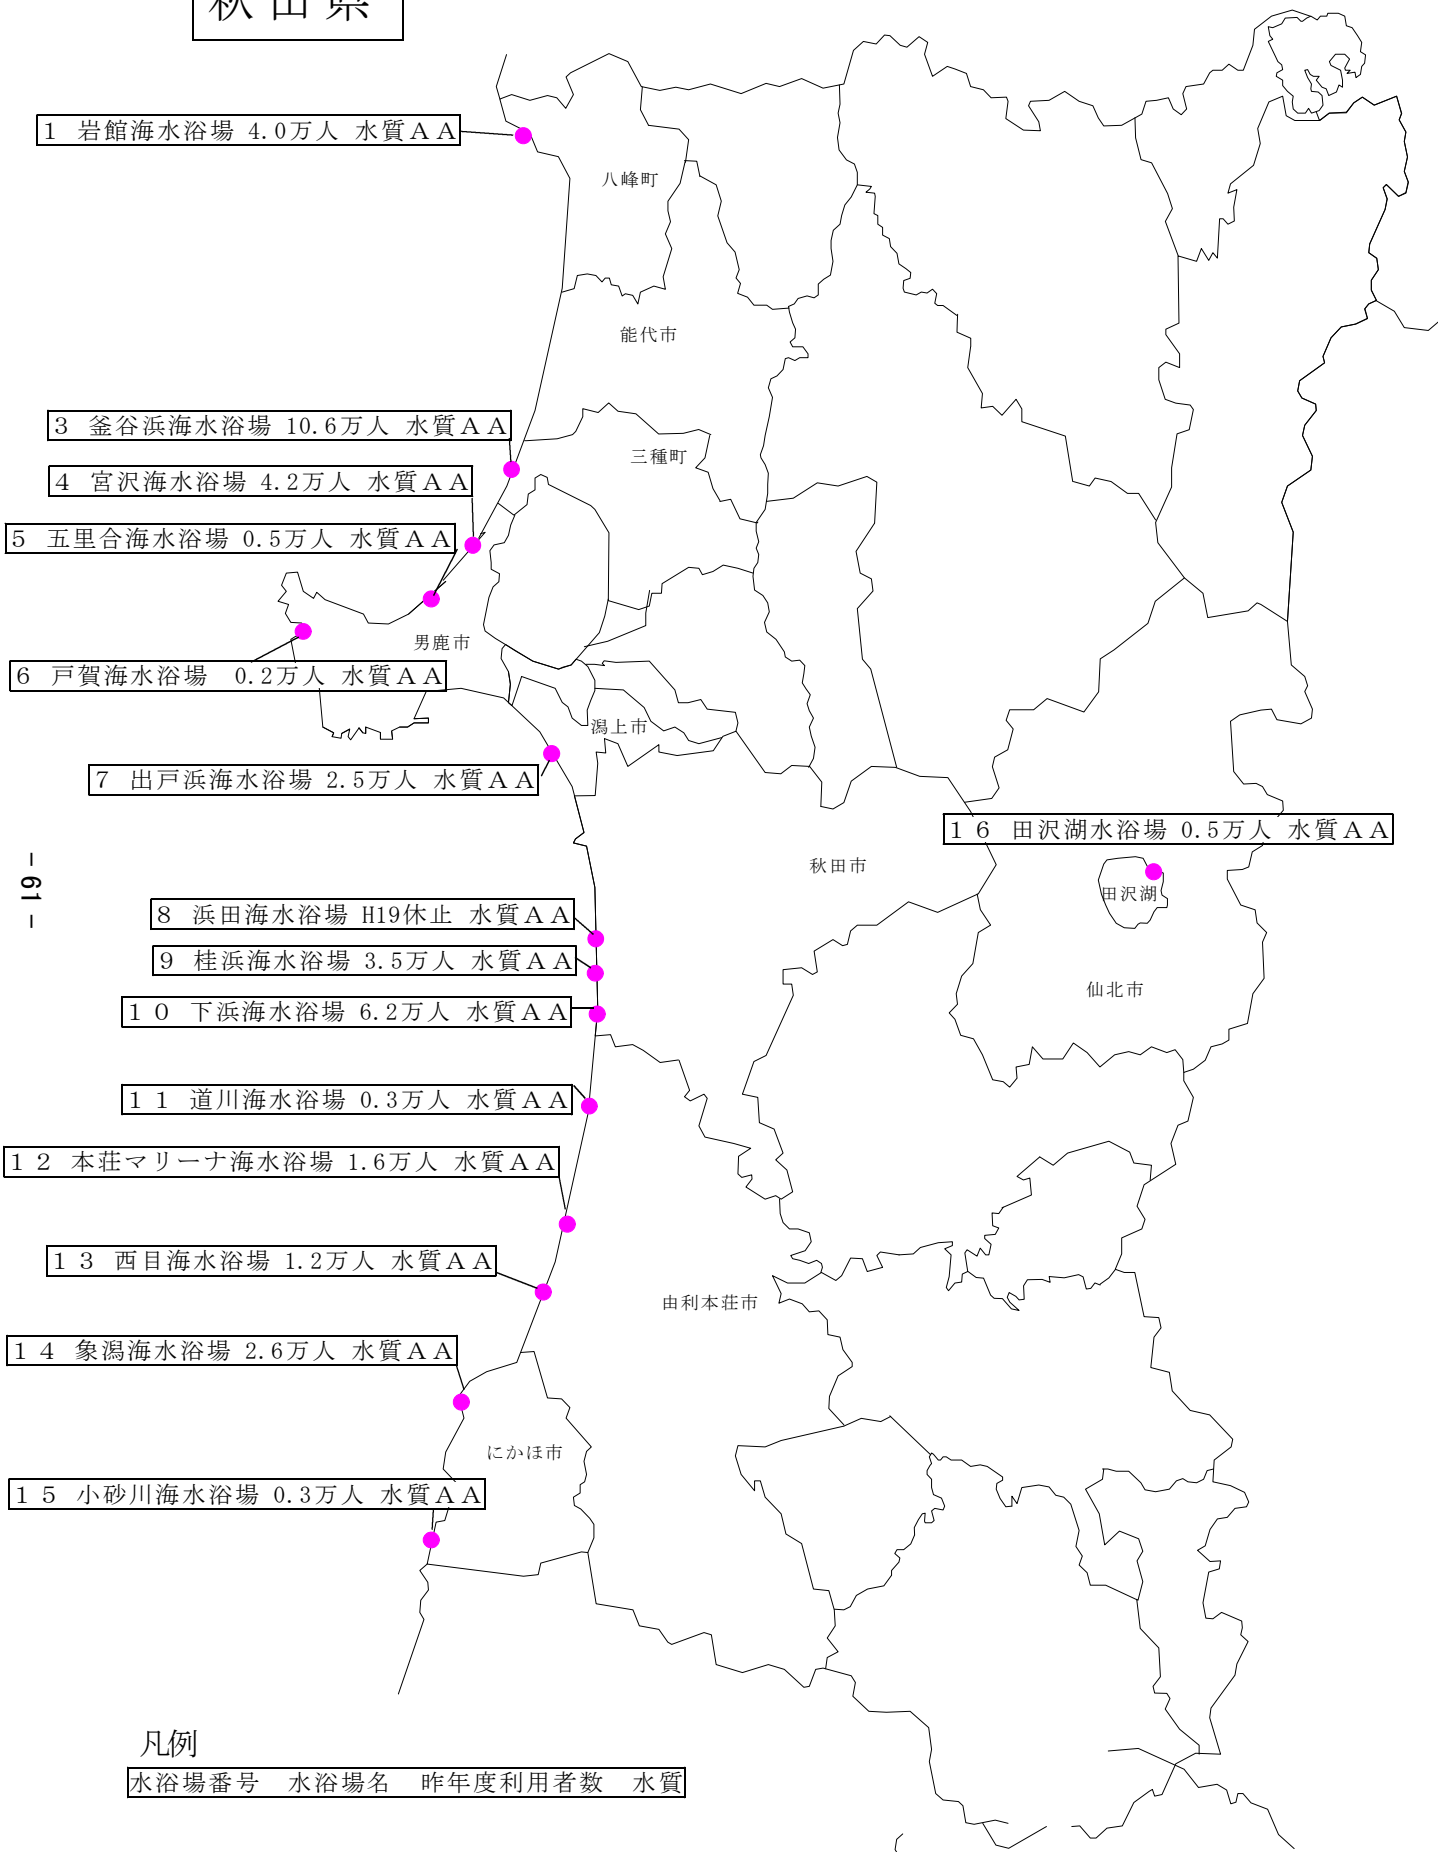 秋田県
1 岩館海水浴場 4.0万人 水質ＡＡ
八峰町
能代市
3 釜谷浜海水浴場 10.6万人 水質ＡＡ
三種町
4 宮沢海水浴場 4.2万人 水質ＡＡ
5 五里合海水浴場 0.5万人 水質ＡＡ
男鹿市
6 戸賀海水浴場　0.2万人 水質ＡＡ
潟上市
7 出戸浜海水浴場 2.5万人 水質ＡＡ
１６ 田沢湖水浴場 0.5万人 水質ＡＡ
秋田市
田沢湖
- 61 -
8 浜田海水浴場 H19休止 水質ＡＡ
9 桂浜海水浴場 3.5万人 水質ＡＡ
仙北市
１０ 下浜海水浴場 6.2万人 水質ＡＡ
１１ 道川海水浴場 0.3万人 水質ＡＡ
１２ 本荘マリーナ海水浴場 1.6万人 水質ＡＡ
１３ 西目海水浴場 1.2万人 水質ＡＡ
由利本荘市
１４ 象潟海水浴場 2.6万人 水質ＡＡ
にかほ市
１５ 小砂川海水浴場 0.3万人 水質ＡＡ
凡例
水浴場番号　水浴場名　昨年度利用者数　水質